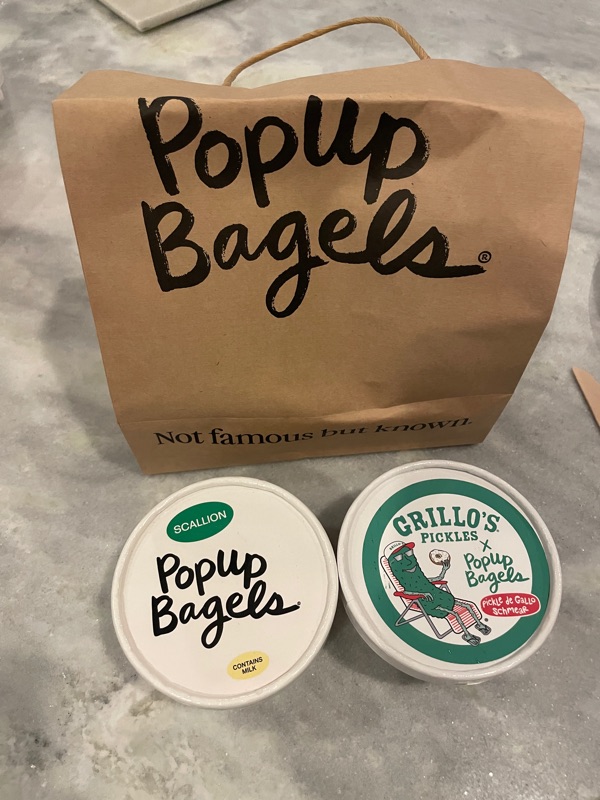 PopUp
Bagels®
Not famous but known.
SCALLION
PopUp
Bagels
CONTAINS
MILK
GRILLO'S
PICKLES
x
PopUp
Bagels
Pickle de Gallo
Schmear